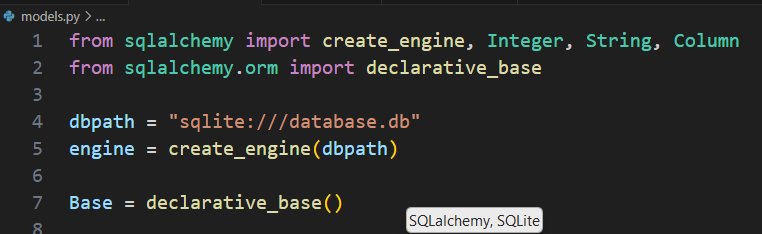 models.py > ...
1 from sqlalchemy import create_engine, Integer, String, Column
2 from sqlalchemy.orm import declarative_base
3
4 dbpath = "sqlite:///database.db"
5 engine = create_engine(dbpath)
6
7 Base = declarative_base()
SQLalchemy, SQLite
8